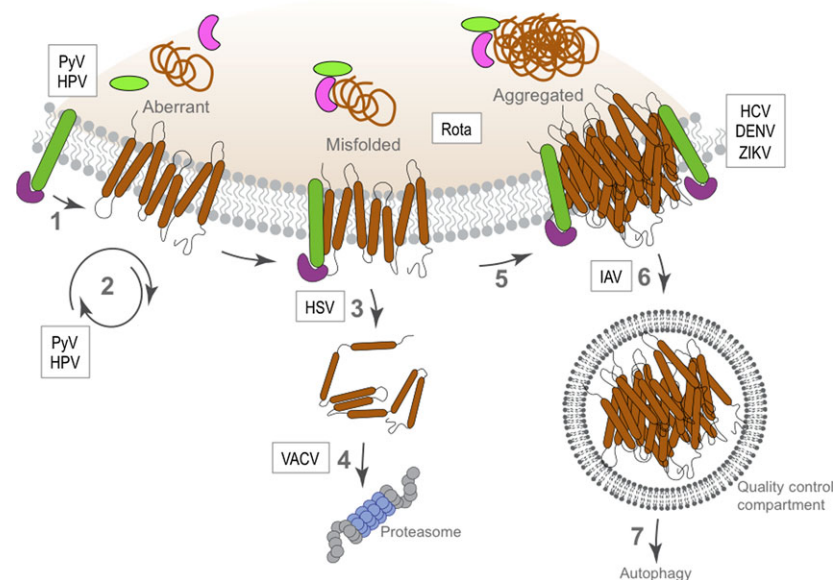 PyV
HPV
Aberrant
Misfolded
Aggregated
Rota
HCV
DENV
ZIKV
1
2
PyV
HPV
HSV
3
5
IAV
6
VACV
4
Proteasome
Quality control
compartment
7
Autophagy